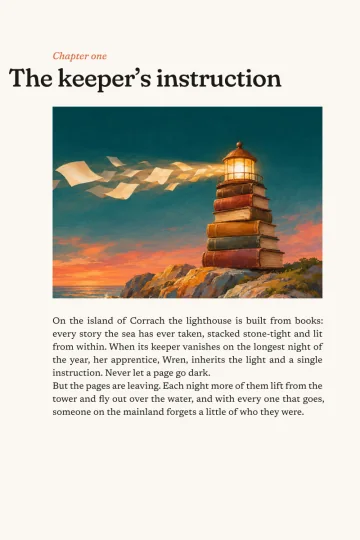 Chapter one
The keeper’s instruction
On the island of Corrach the lighthouse is built from books:
every story the sea has ever taken, stacked stone-tight and lit
from within. When its keeper vanishes on the longest night of
the year, her apprentice, Wren, inherits the light and a single
instruction. Never let a page go dark.
But the pages are leaving. Each night more of them lift from the
tower and fly out over the water, and with every one that goes,
someone on the mainland forgets a little of who they were.